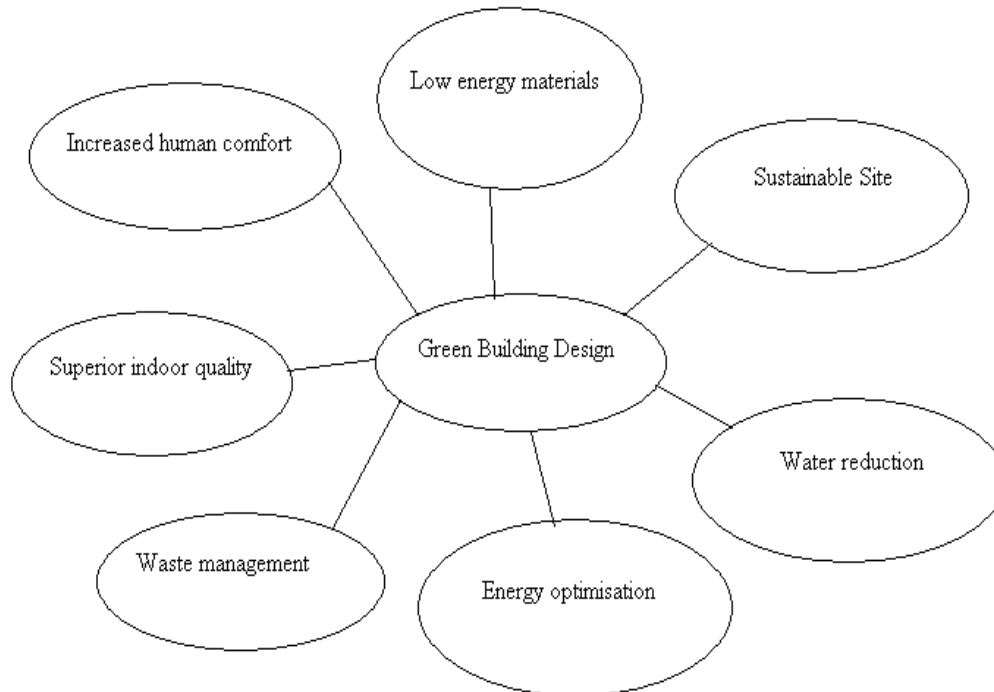 Low energy materials
Increased human comfort
Sustainable Site
Green Building Design
Superior indoor quality
Water reduction
Waste management
Energy optimisation